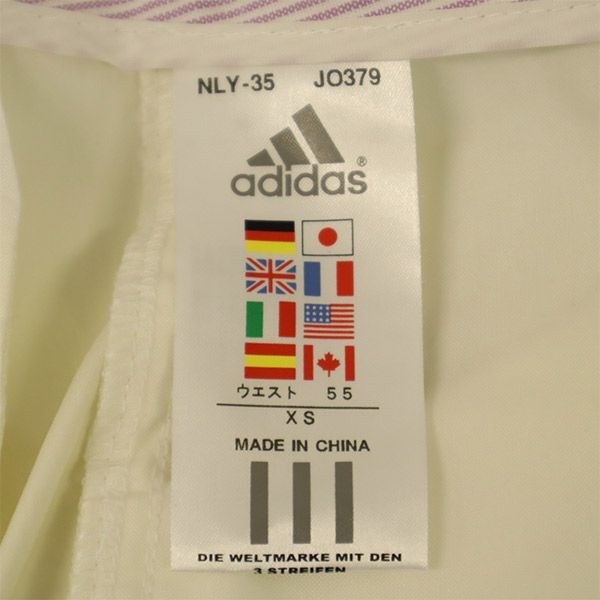 NLY-35 JO379
adidas®
ウエスト 55
XS
MADE IN CHINA
DIE WELTMARKE MIT DEN
3 STREIFEN